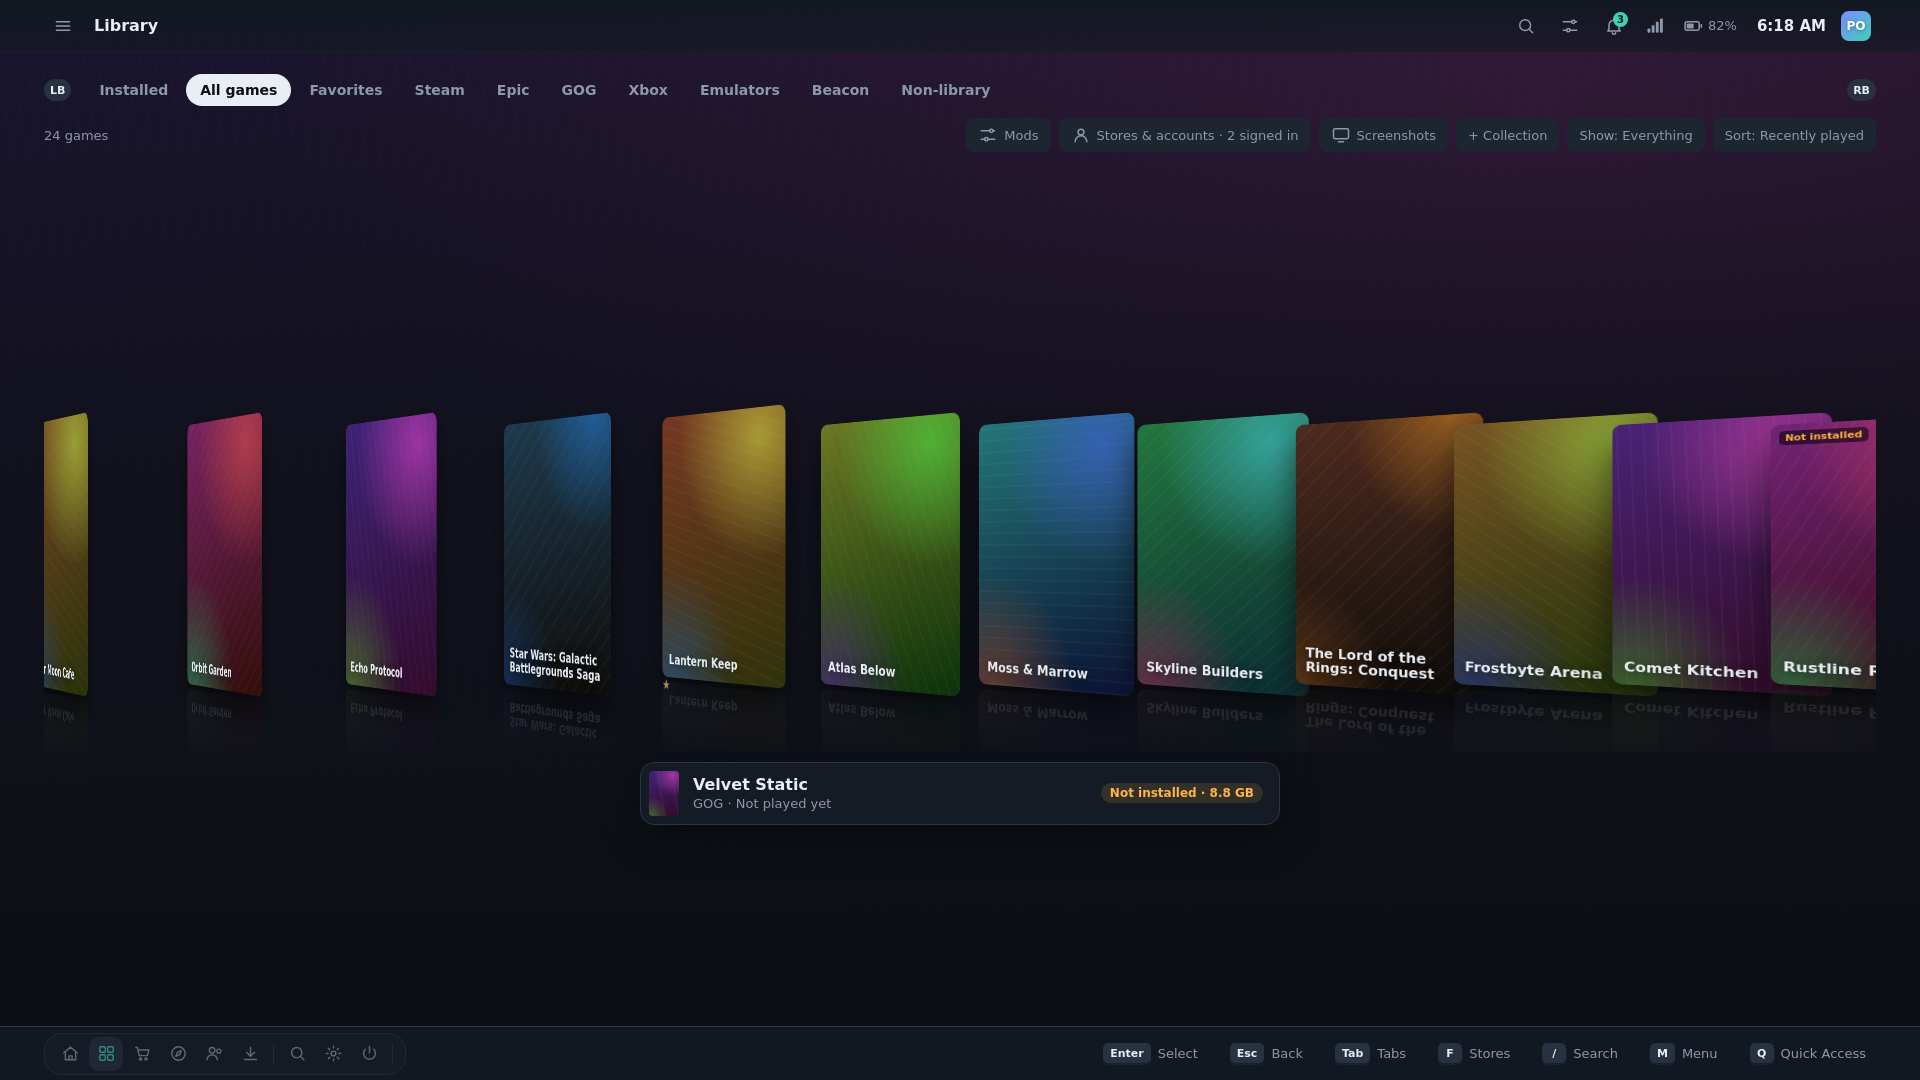 Library
3
82%
6:18 AM
PO
LB
Installed
All games
Favorites
Steam
Epic
GOG
Xbox
Emulators
Beacon
Non-library
RB
24 games
Mods
Stores & accounts · 2 signed in
Screenshots
+ Collection
Show: Everything
Sort: Recently played
Orbit Garden
Echo Protocol
Star Wars: Galactic
Battlegrounds Saga
Lantern Keep
Atlas Below
Moss & Marrow
Skyline Builders
The Lord of the
Rings: Conquest
Frostbyte Arena
Comet Kitchen
Not installed
Rustline
Velvet Static
GOG · Not played yet
Not installed · 8.8 GB
Enter Select
Esc Back
Tab Tabs
F Stores
/ Search
M Menu
Q Quick Access